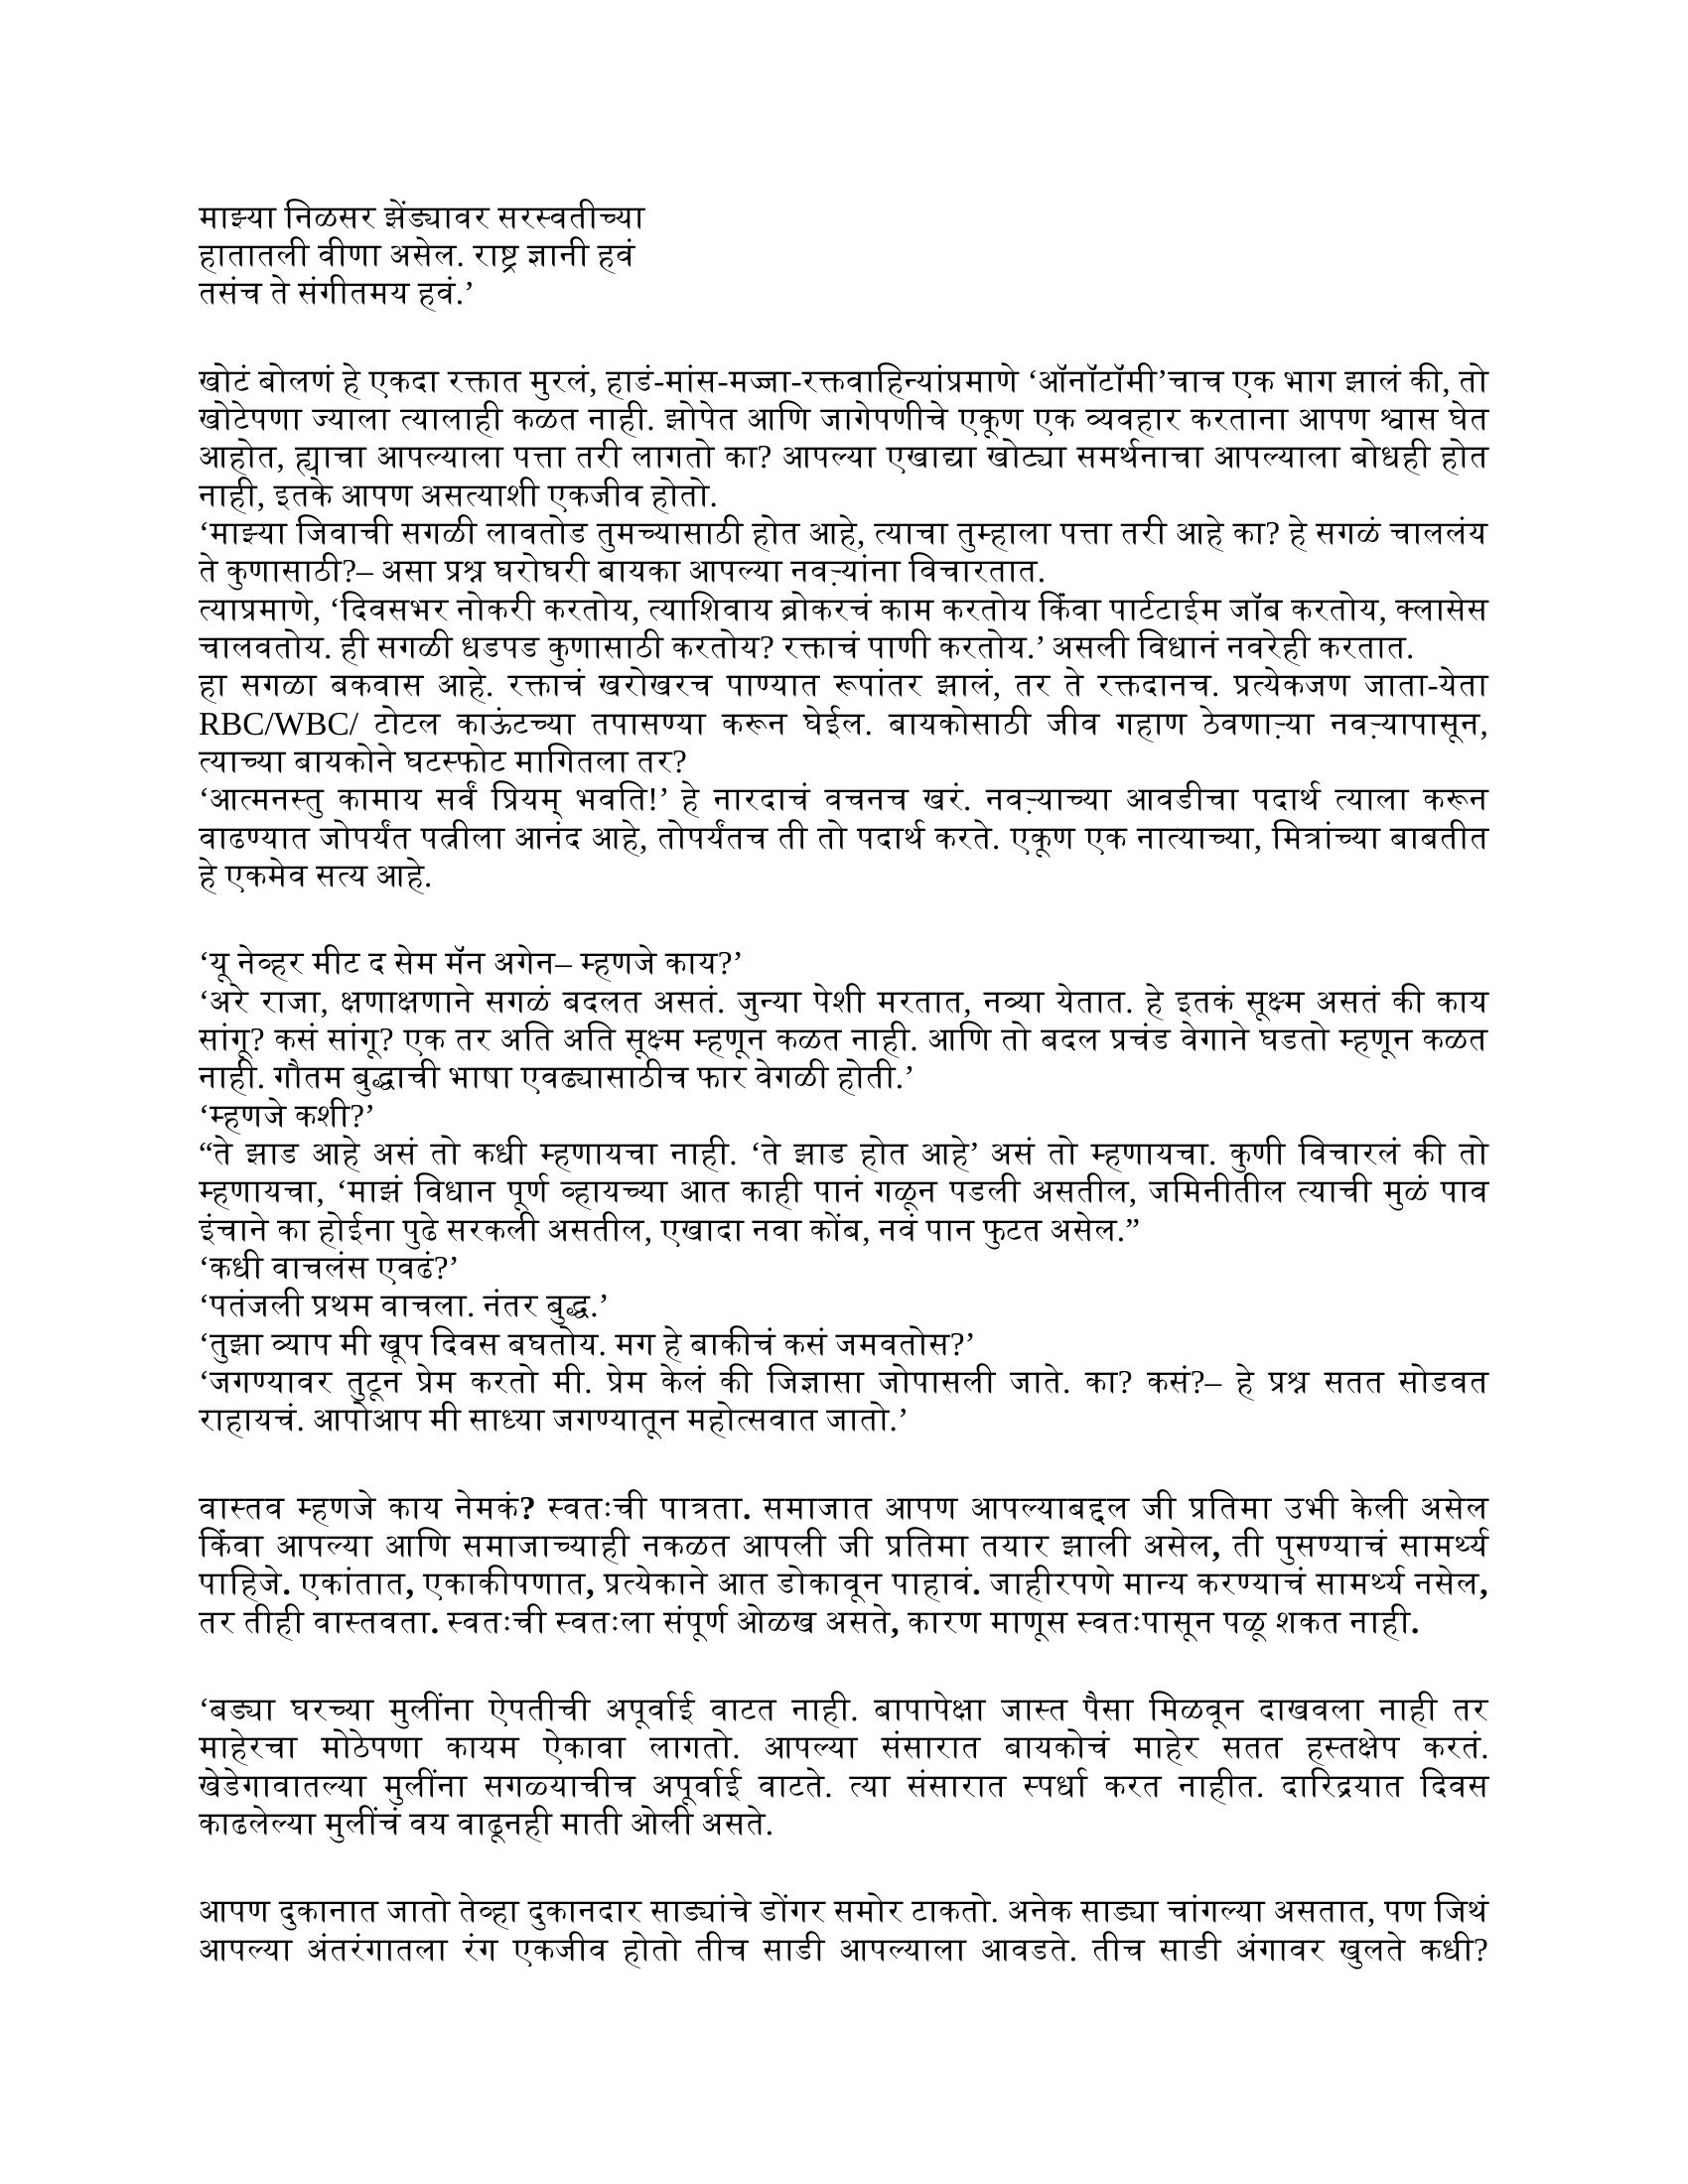 माझ्या निळसर झेंड्यावर सरस्वतीच्या
हातातली वीणा असेल. राष्ट्र ज्ञानी हवं
तसंच ते संगीतमय हवं.’
खोटं बोलणं हे एकदा रक्तात मुरलं, हाडं-मांस-मज्जा-रक्तवाहिन्यांप्रमाणे ‘ऑनॉटॉमी’चाच एक भाग झालं की, तो
खोटेपणा ज्याला त्यालाही कळत नाही. झोपेत आणि जागेपणीचे एकूण एक व्यवहार करताना आपण श्वास घेत
आहोत, ह्याचा आपल्याला पत्ता तरी लागतो का? आपल्या एखाद्या खोट्या समर्थनाचा आपल्याला बोधही होत
नाही, इतके आपण असत्याशी एकजीव होतो.
‘माझ्या जिवाची सगळी लावतोड तुमच्यासाठी होत आहे, त्याचा तुम्हाला पत्ता तरी आहे का? हे सगळं चाललंय
ते कुणासाठी?– असा प्रश्न घरोघरी बायका आपल्या नवऱ्यांना विचारतात.
त्याप्रमाणे, ‘दिवसभर नोकरी करतोय, त्याशिवाय ब्रोकरचं काम करतोय किंवा पार्टटाईम जॉब करतोय, क्लासेस
चालवतोय. ही सगळी धडपड कुणासाठी करतोय? रक्ताचं पाणी करतोय.’ असली विधानं नवरेही करतात.
हा सगळा बकवास आहे. रक्ताचं खरोखरच पाण्यात रूपांतर झालं, तर ते रक्तदानच. प्रत्येकजण जाता-येता
RBC/WBC/ टोटल काऊंटच्या तपासण्या करून घेईल. बायकोसाठी जीव गहाण ठेवणाऱ्या नवऱ्यापासून,
त्याच्या बायकोने घटस्फोट मागितला तर?
‘आत्मनस्तु कामाय सर्वं प्रियम् भवति!’ हे नारदाचं वचनच खरं. नवऱ्याच्या आवडीचा पदार्थ त्याला करून
वाढण्यात जोपर्यंत पत्नीला आनंद आहे, तोपर्यंतच ती तो पदार्थ करते. एकूण एक नात्याच्या, मित्रांच्या बाबतीत
हे एकमेव सत्य आहे.
‘यू नेव्हर मीट द सेम मॅन अगेन– म्हणजे काय?’
‘अरे राजा, क्षणाक्षणाने सगळं बदलत असतं. जुन्या पेशी मरतात, नव्या येतात. हे इतकं सूक्ष्म असतं की काय
सांगू? कसं सांगू? एक तर अति अति सूक्ष्म म्हणून कळत नाही. आणि तो बदल प्रचंड वेगाने घडतो म्हणून कळत
नाही. गौतम बुद्धाची भाषा एवढ्यासाठीच फार वेगळी होती.’
‘म्हणजे कशी?’
“ते झाड आहे असं तो कधी म्हणायचा नाही. ‘ते झाड होत आहे’ असं तो म्हणायचा. कुणी विचारलं की तो
म्हणायचा, ‘माझं विधान पूर्ण व्हायच्या आत काही पानं गळून पडली असतील, जमिनीतील त्याची मुळं पाव
इंचाने का होईना पुढे सरकली असतील, एखादा नवा कोंब, नवं पान फुटत असेल.”
‘कधी वाचलंस एवढं?’
‘पतंजली प्रथम वाचला. नंतर बुद्ध.’
‘तुझा व्याप मी खूप दिवस बघतोय. मग हे बाकीचं कसं जमवतोस?’
‘जगण्यावर तुटून प्रेम करतो मी. प्रेम केलं की जिज्ञासा जोपासली जाते. का? कसं?– हे प्रश्न सतत सोडवत
राहायचं. आपोआप मी साध्या जगण्यातून महोत्सवात जातो.’
वास्तव म्हणजे काय नेमकं? स्वतःची पात्रता. समाजात आपण आपल्याबद्दल जी प्रतिमा उभी केली असेल
किंवा आपल्या आणि समाजाच्याही नकळत आपली जी प्रतिमा तयार झाली असेल, ती पुसण्याचं सामर्थ्य
पाहिजे. एकांतात, एकाकीपणात, प्रत्येकाने आत डोकावून पाहावं. जाहीरपणे मान्य करण्याचं सामर्थ्य नसेल,
तर तीही वास्तवता. स्वतःची स्वतःला संपूर्ण ओळख असते, कारण माणूस स्वतःपासून पळू शकत नाही.
‘बड्या घरच्या मुलींना ऐपतीची अपूर्वाई वाटत नाही. बापापेक्षा जास्त पैसा मिळवून दाखवला नाही तर
माहेरचा मोठेपणा कायम ऐकावा लागतो. आपल्या संसारात बायकोचं माहेर सतत हस्तक्षेप करतं.
खेडेगावातल्या मुलींना सगळ्याचीच अपूर्वाई वाटते. त्या संसारात स्पर्धा करत नाहीत. दारिद्रयात दिवस
काढलेल्या मुलींचं वय वाढूनही माती ओली असते.
आपण दुकानात जातो तेव्हा दुकानदार साड्यांचे डोंगर समोर टाकतो. अनेक साड्या चांगल्या असतात, पण जिथं
आपल्या अंतरंगातला रंग एकजीव होतो तीच साडी आपल्याला आवडते. तीच साडी अंगावर खुलते कधी?